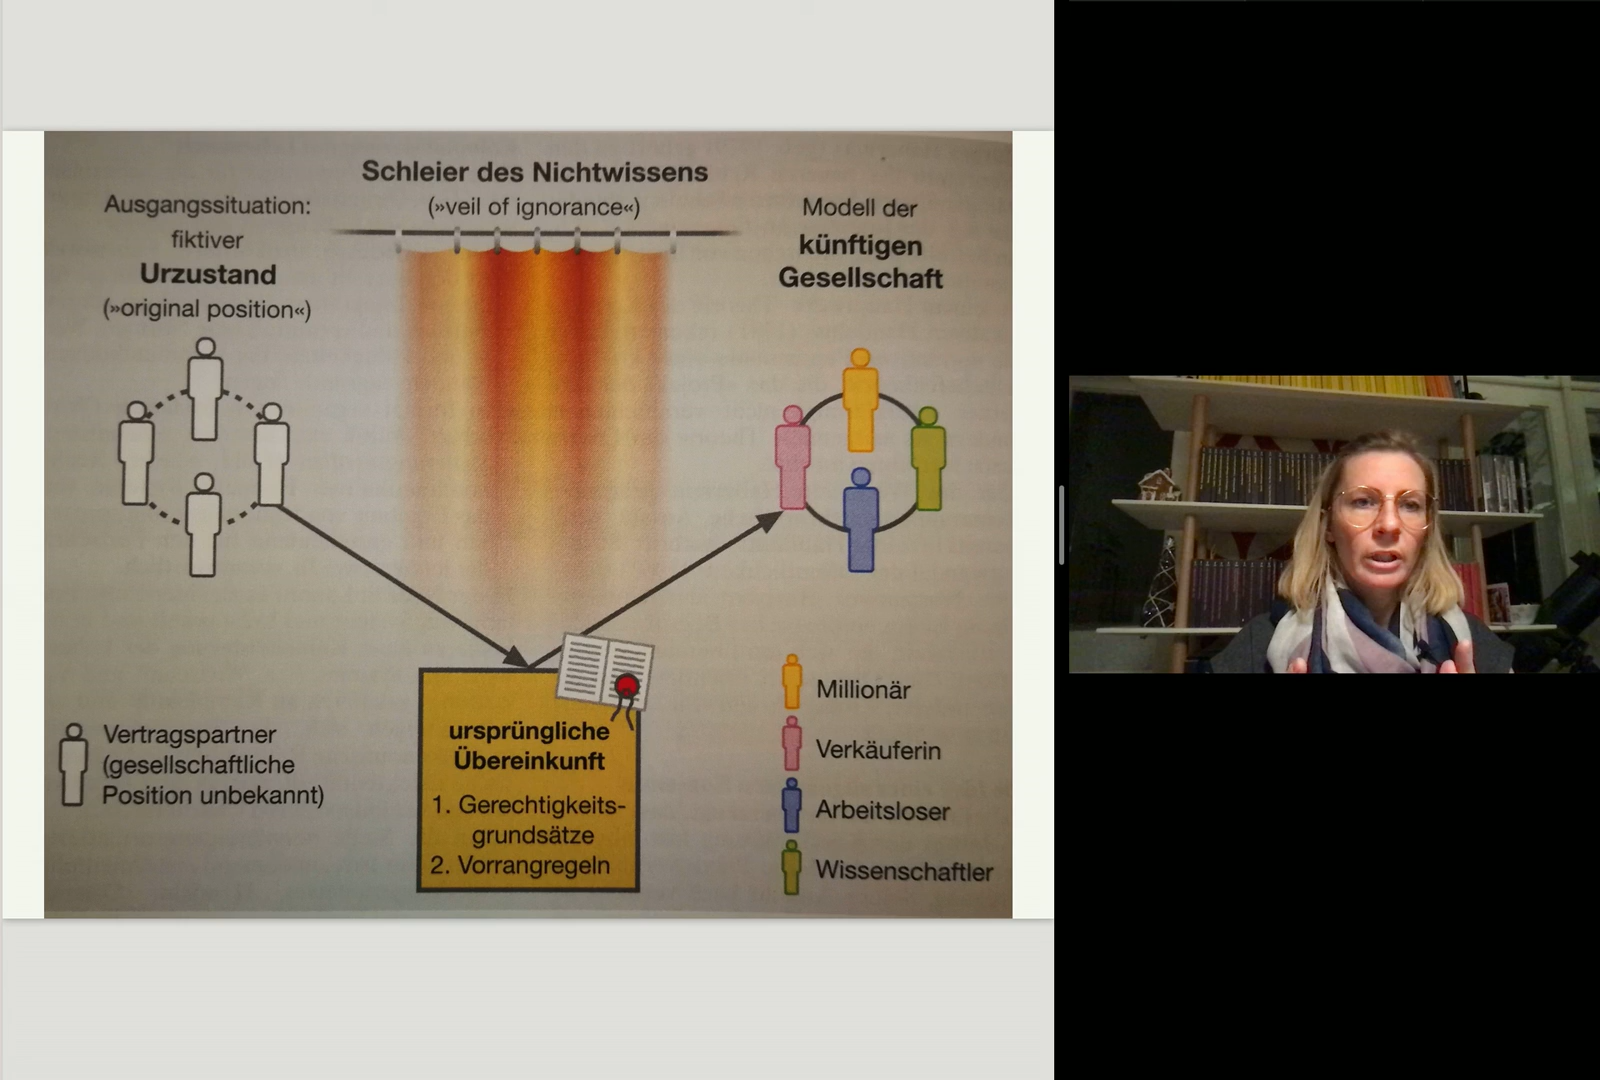 Schleier des Nichtwissens
(»veil of ignorance«)
Ausgangssituation:
fiktiver
Urzustand
(»original position«)
Modell der
künftigen
Gesellschaft
Vertragspartner
(gesellschaftliche
Position unbekannt)
ursprüngliche
Übereinkunft
1. Gerechtigkeits-
grundsätze
2. Vorrangregeln
Millionär
Verkäuferin
Arbeitsloser
Wissenschaftler